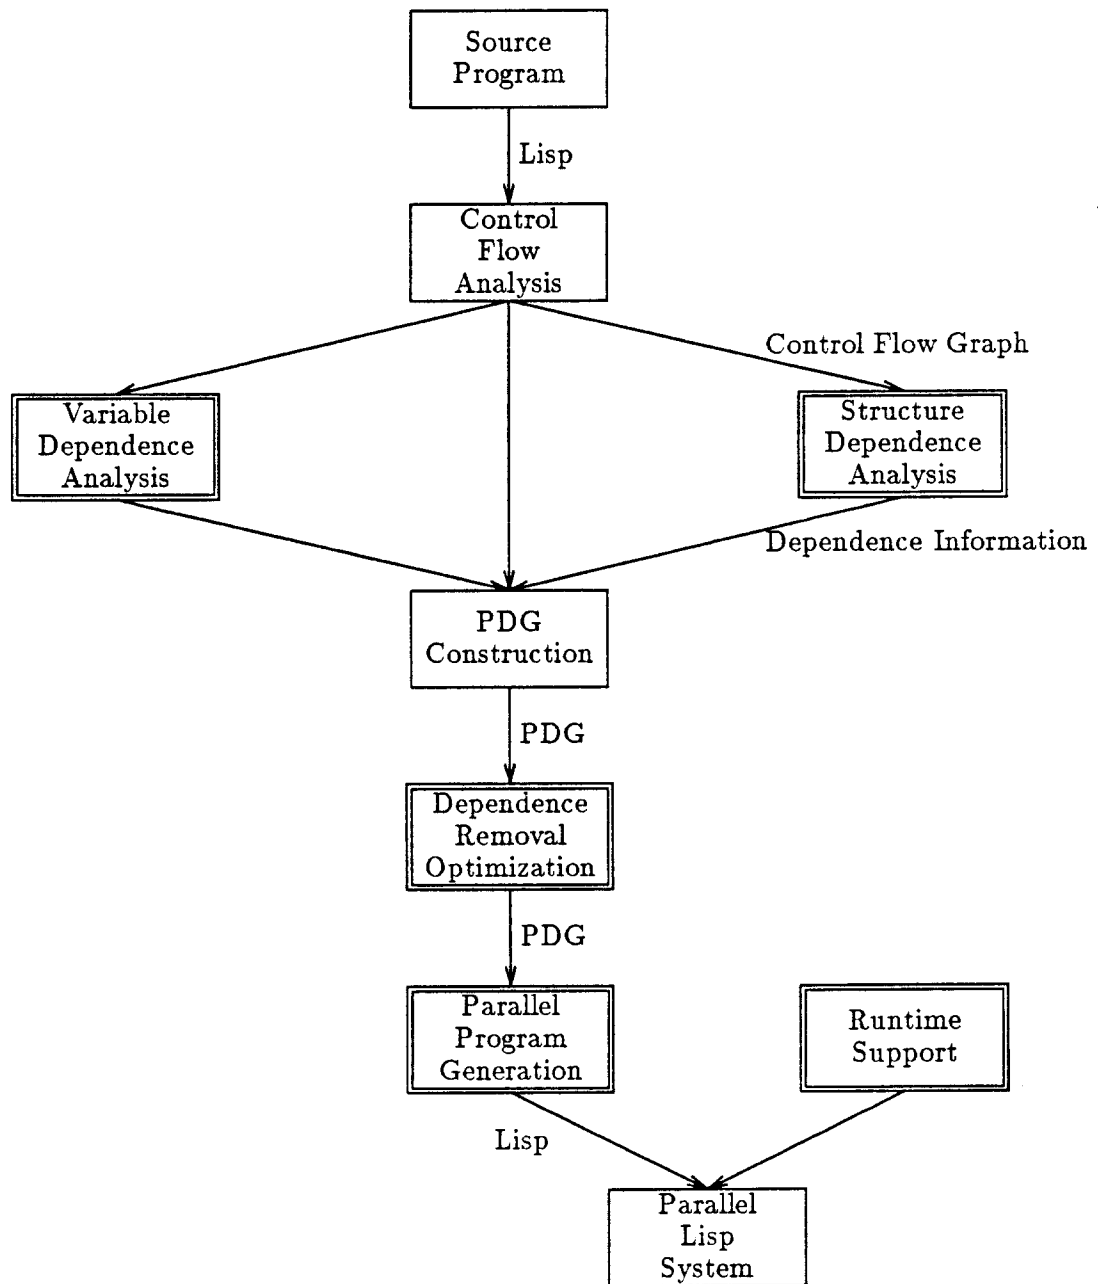 Source
Program
Lisp
Control
Flow
Analysis
Control Flow Graph
Variable
Dependence
Analysis
Structure
Dependence
Analysis
Dependence Information
PDG
Construction
PDG
Dependence
Removal
Optimization
PDG
Parallel
Program
Generation
Runtime
Support
Lisp
Parallel
Lisp
System